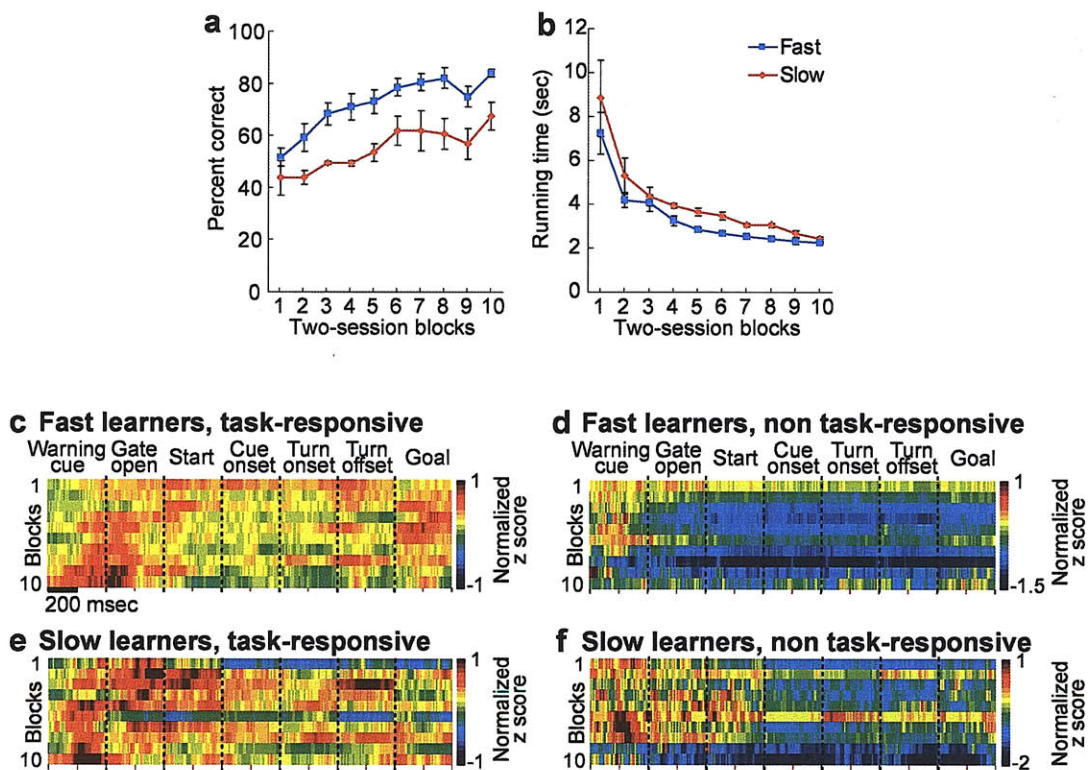 a
100
80
60
40
20
0
Percent correct
1 2 3 4 5 6 7 8 9 10
Two-session blocks
b
12
10
8
6
4
2
0
Running time (sec)
Fast
Slow
1 2 3 4 5 6 7 8 9 10
Two-session blocks
c Fast learners, task-responsive
Warning cue
Gate open
Start
Cue onset
Turn onset
Turn offset
Goal
1
Blocks
10
200 msec
1
-1
Normalized
z score
d Fast learners, non task-responsive
Warning cue
Gate open
Start
Cue onset
Turn onset
Turn offset
Goal
1
Blocks
10
1
-1.5
Normalized
z score
e Slow learners, task-responsive
1
Blocks
10
1
-1
Normalized
z score
f Slow learners, non task-responsive
1
Blocks
10
1
-2
Normalized
z score